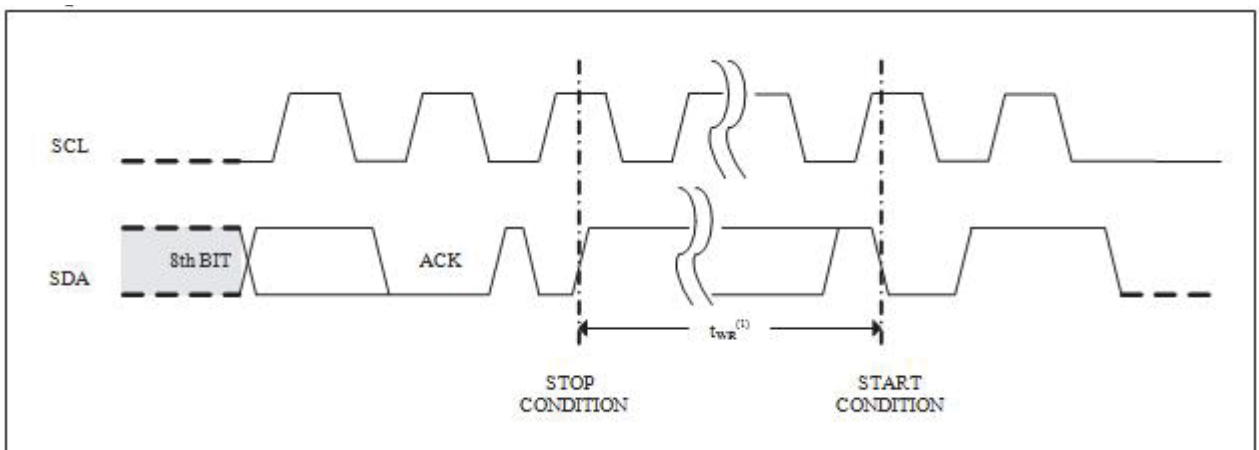 SCL
8th BIT
ACK
SDA
tWR(1)
STOP
CONDITION
START
CONDITION